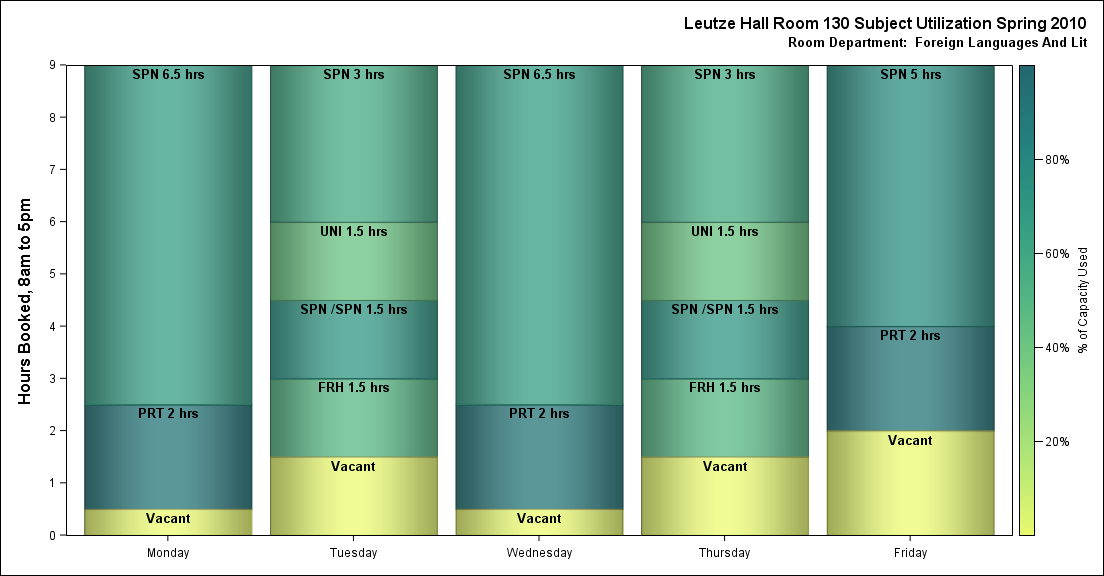 Leutze Hall Room 130 Subject Utilization Spring 2010
Room Department:  Foreign Languages And Lit
Hours Booked, 8am to 5pm
9
8
7
6
5
4
3
2
1
0
SPN 6.5 hrs
PRT 2 hrs
Vacant
Monday
SPN 3 hrs
UNI 1.5 hrs
SPN /SPN 1.5 hrs
FRH 1.5 hrs
Vacant
Tuesday
SPN 6.5 hrs
PRT 2 hrs
Vacant
Wednesday
SPN 3 hrs
UNI 1.5 hrs
SPN /SPN 1.5 hrs
FRH 1.5 hrs
Vacant
Thursday
SPN 5 hrs
PRT 2 hrs
Vacant
Friday
80%
60%
40%
20%
% of Capacity Used